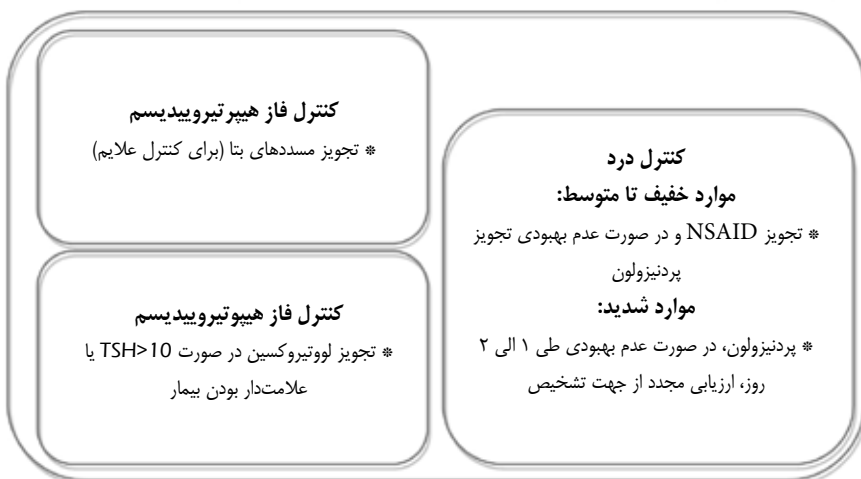 کنترل درد
موارد خفیف تا متوسط:
* تجویز NSAID و در صورت عدم بهبودی تجویز
پردنیزولون
موارد شدید:
* پردنیزولون، در صورت عدم بهبودی طی ۱ الی ۲
روز، ارزیابی مجدد از جهت تشخیص
کنترل فاز هیپرتیروییدیسم
* تجویز مسددهای بتا (برای کنترل علایم)
کنترل فاز هیپوتیروییدیسم
* تجویز لووتیروکسین در صورت TSH>10 یا
علامت‌دار بودن بیمار